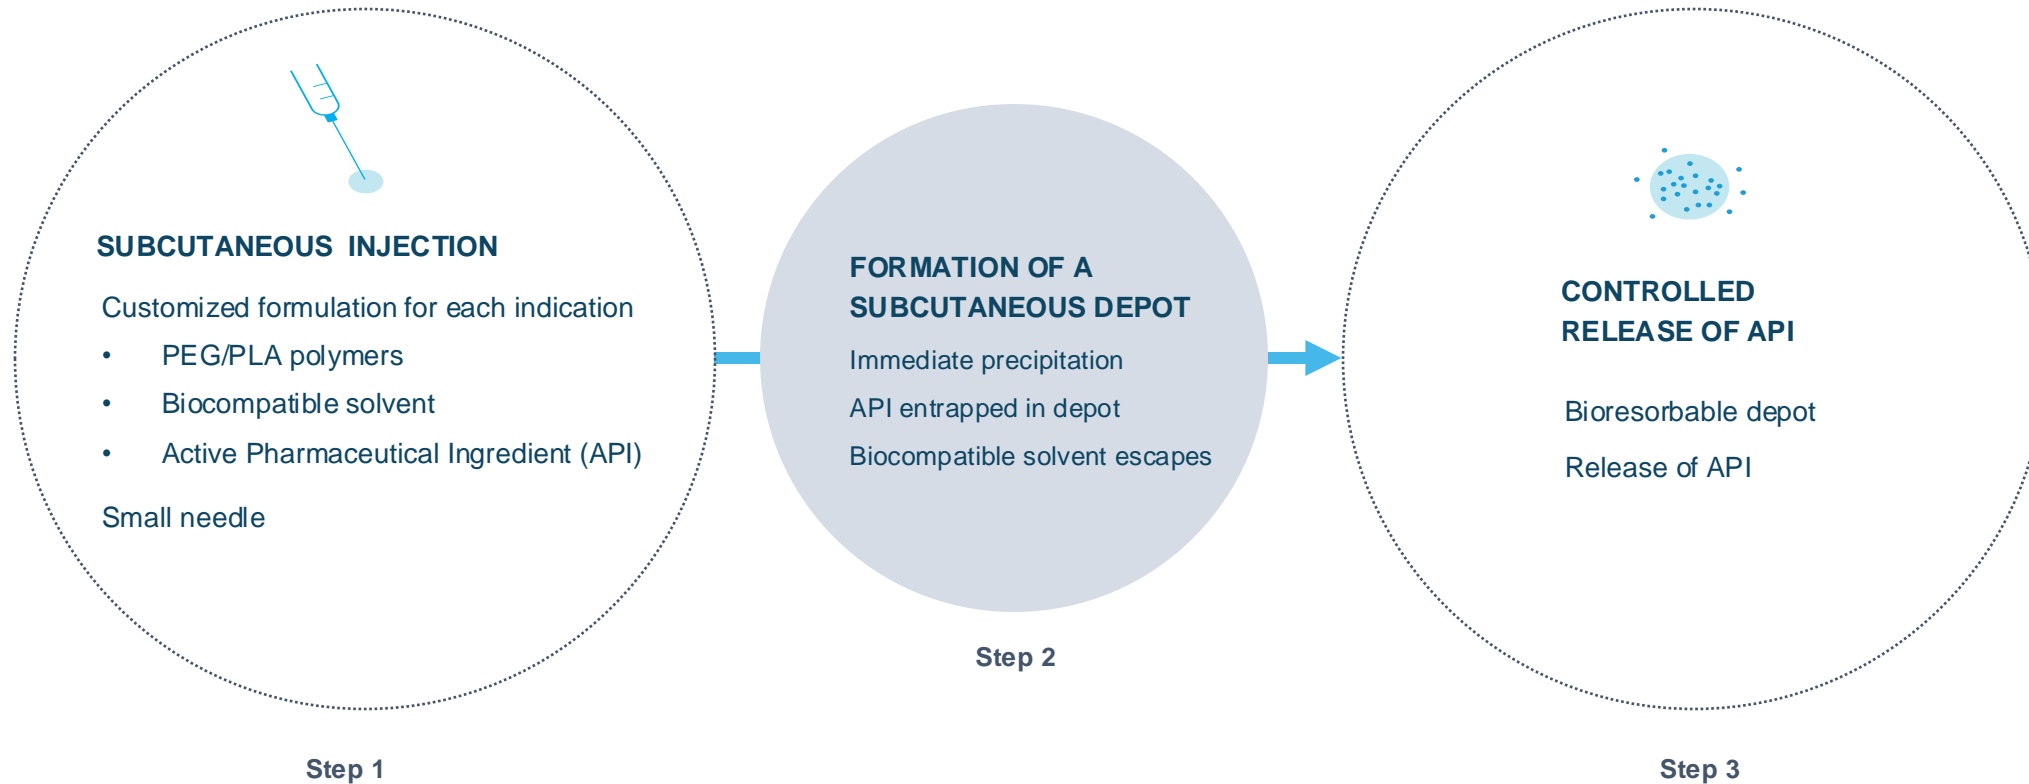 SUBCUTANEOUS INJECTION
Customized formulation for each indication
• PEG/PLA polymers
• Biocompatible solvent
• Active Pharmaceutical Ingredient (API)
Small needle
Step 1
FORMATION OF A
SUBCUTANEOUS DEPOT
Immediate precipitation
API entrapped in depot
Biocompatible solvent escapes
Step 2
CONTROLLED
RELEASE OF API
Bioresorbable depot
Release of API
Step 3